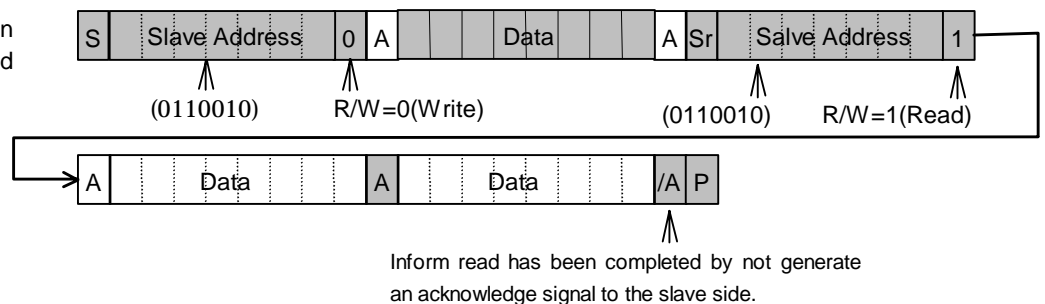 n
d
S Slave Address 0 A Data A Sr Salve Address 1
(0110010) R/W=0(Write) (0110010) R/W=1(Read)
A Data A Data /A P
Inform read has been completed by not generate
an acknowledge signal to the slave side.